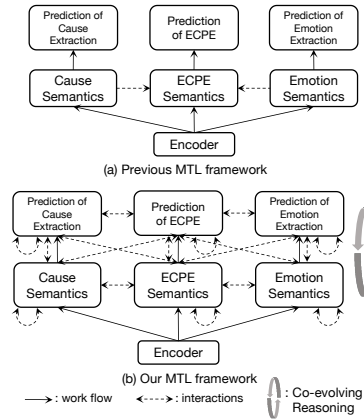 Prediction of
Cause
Extraction
Prediction
of ECPE
Prediction of
Emotion
Extraction
Cause
Semantics
ECPE
Semantics
Emotion
Semantics
Encoder
(a) Previous MTL framework
Prediction of
Cause
Extraction
Prediction
of ECPE
Prediction of
Emotion
Extraction
Cause
Semantics
ECPE
Semantics
Emotion
Semantics
Encoder
(b) Our MTL framework
: work flow
: interactions
: Co-evolving
Reasoning